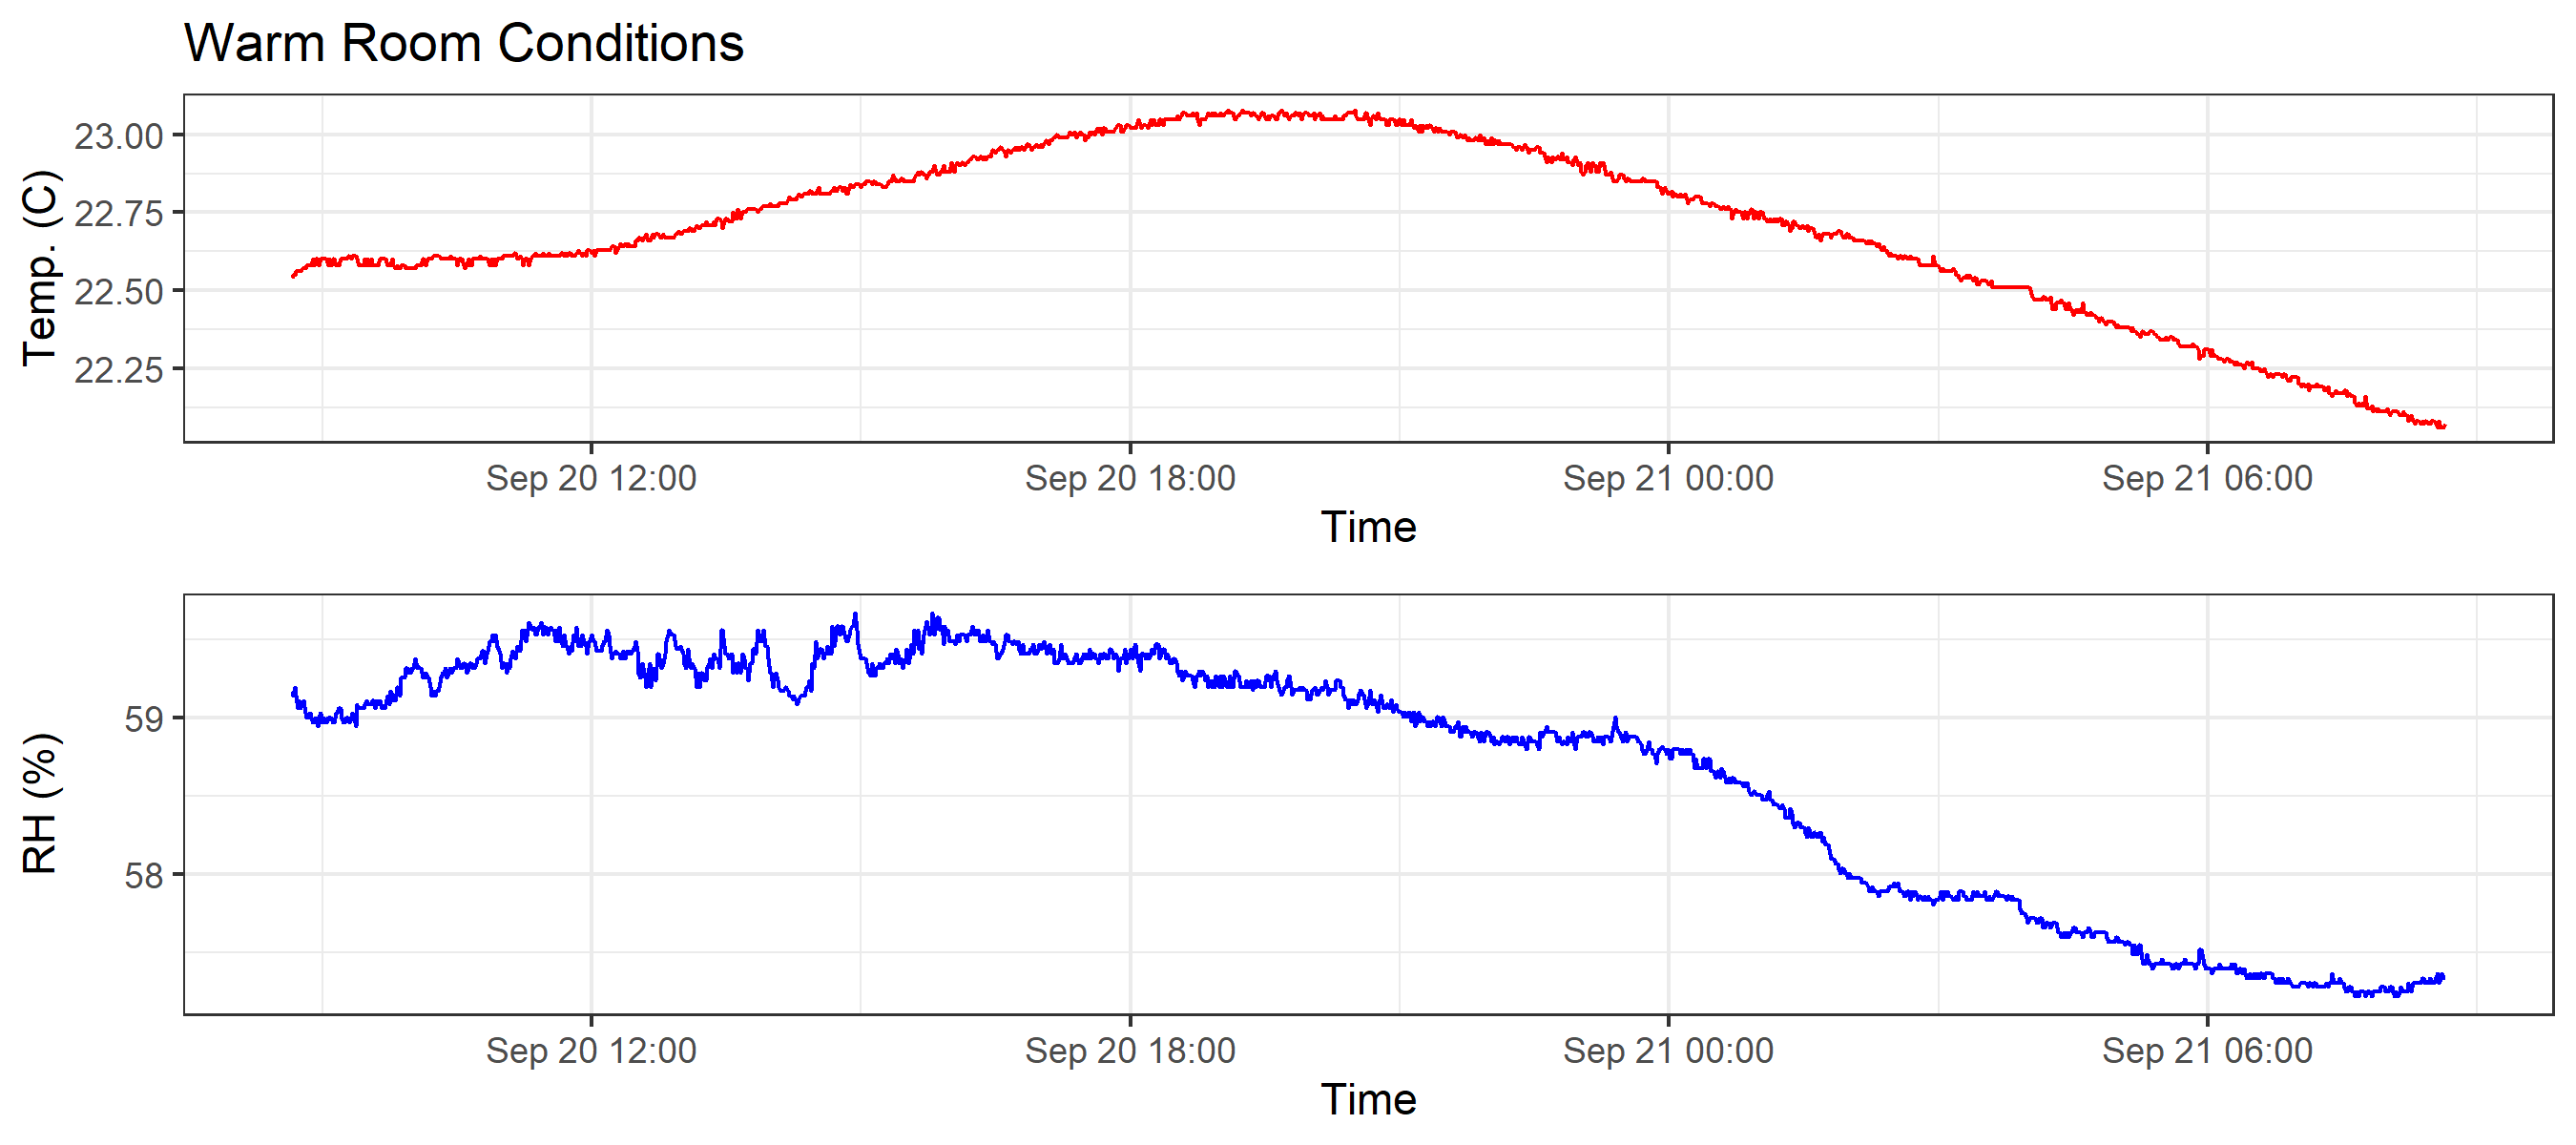 Warm Room Conditions
23.00
22.75
22.50
22.25
Temp. (C)
Sep 20 12:00 Sep 20 18:00 Sep 21 00:00 Sep 21 06:00
Time
59
58
RH (%)
Sep 20 12:00 Sep 20 18:00 Sep 21 00:00 Sep 21 06:00
Time